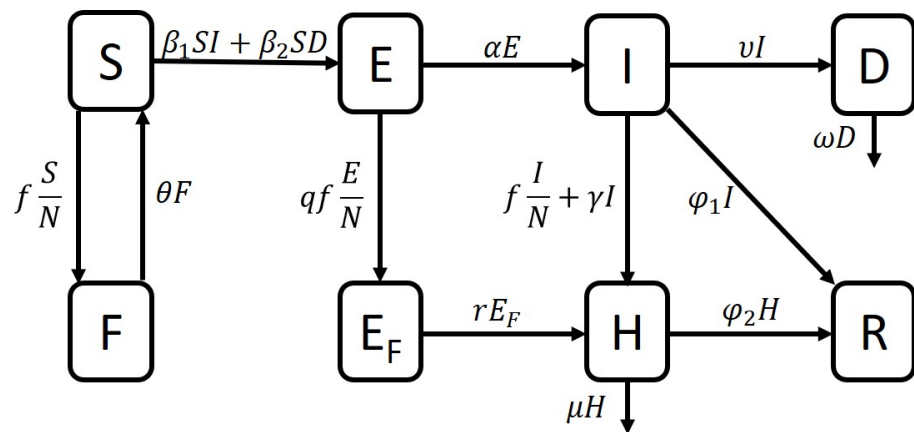 S
β₁SI + β₂SD
E
αE
I
υI
D
ωD
f S/N
θF
qf E/N
f I/N + γI
φ₁I
F
E_F
rE_F
H
φ₂H
R
μH